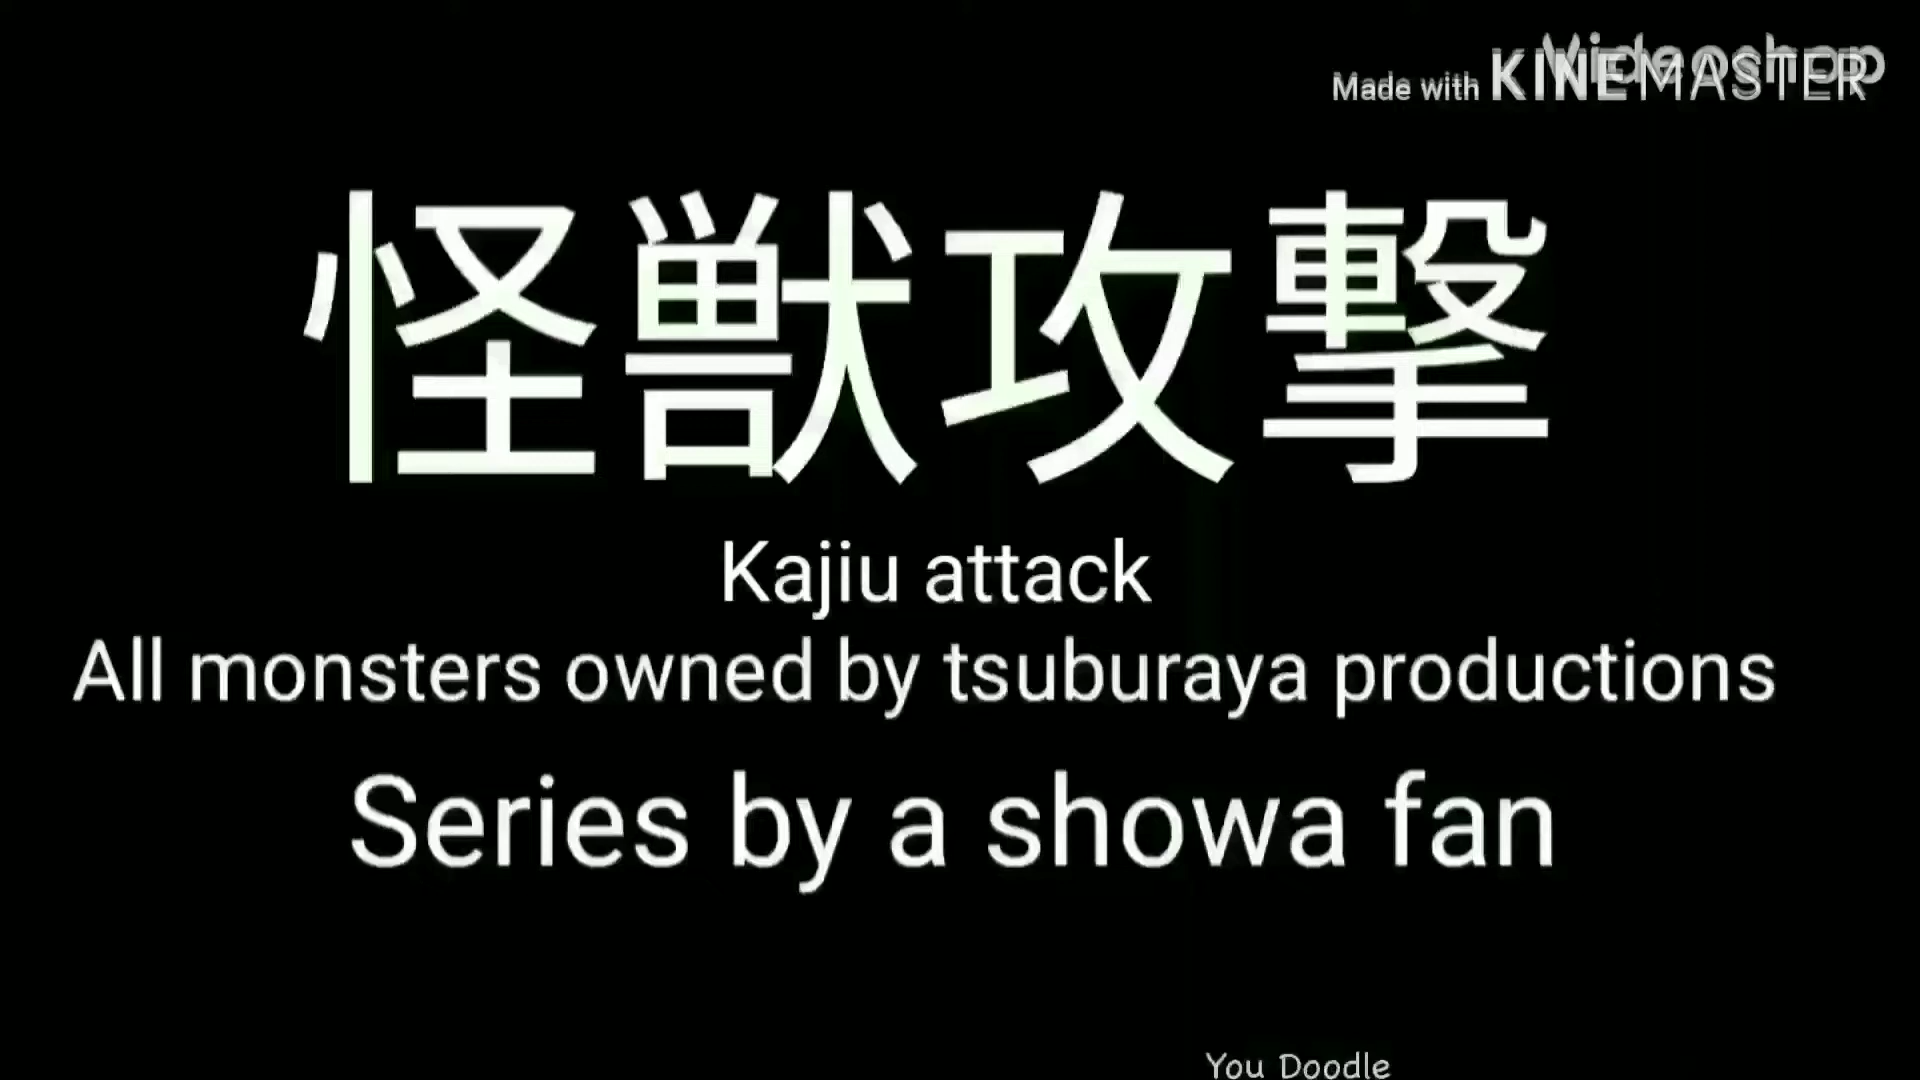 Videoshop
Made with KINEMASTER
怪獣攻撃
Kajiu attack
All monsters owned by tsuburaya productions
Series by a showa fan
You Doodle